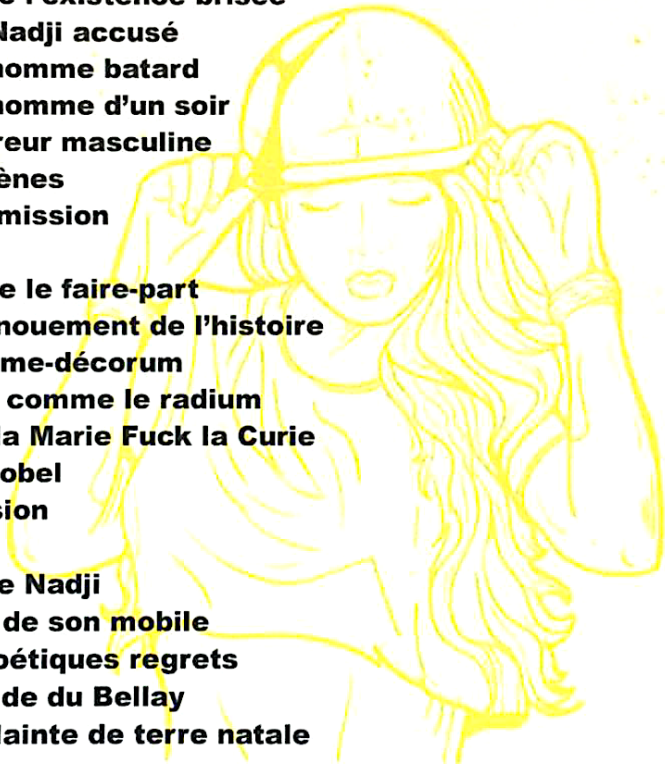 e l'existence brisée
Nadji accusé
homme batard
homme d'un soir
reur masculine
ènes
mission
e le faire-part
nouement de l'histoire
me-décorum
comme le radium
la Marie Fuck la Curie
obel
sion
e Nadji
de son mobile
oétiques regrets
de du Bellay
lainte de terre natale